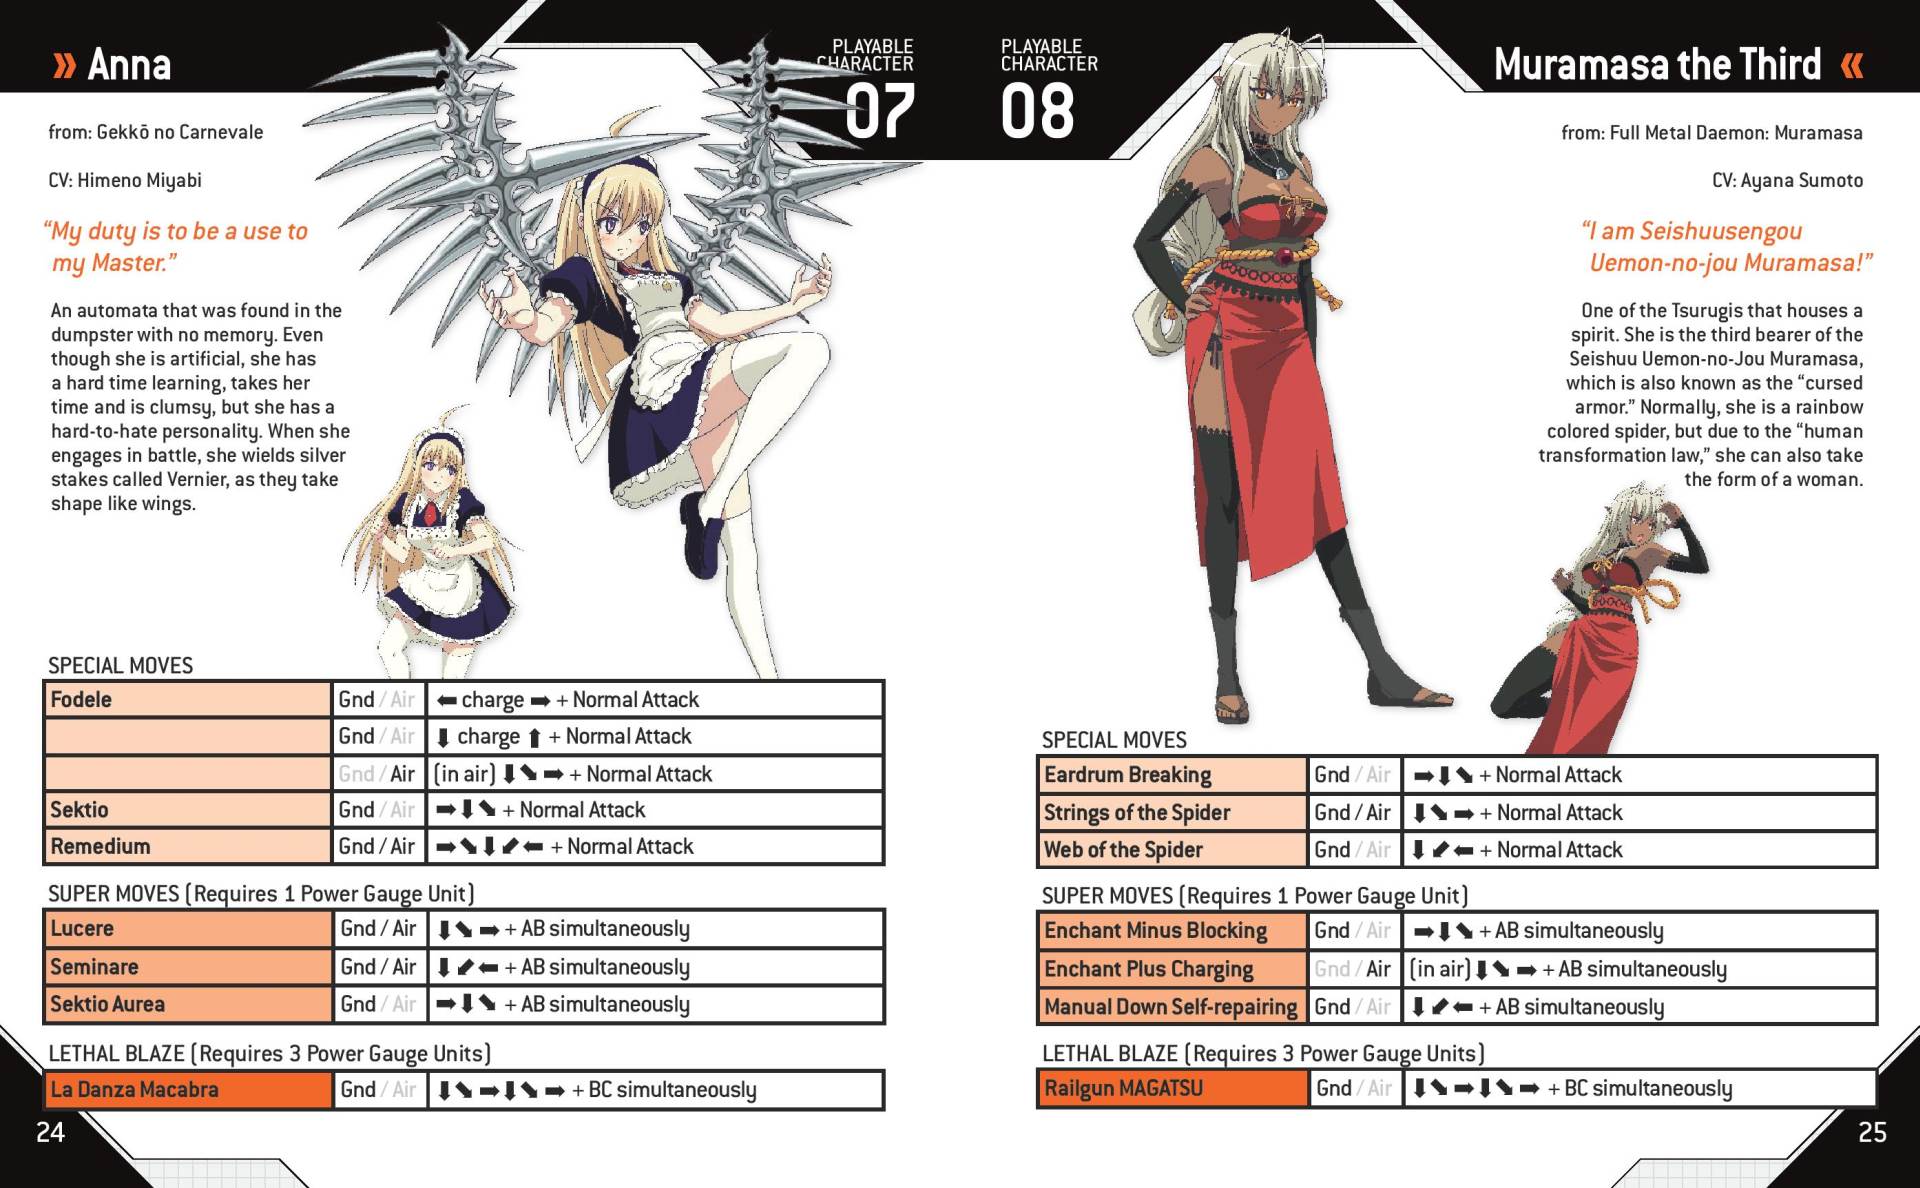 » Anna
PLAYABLE
CHARACTER
07
from: Gekkō no Carnevale
CV: Himeno Miyabi
“My duty is to be a use to
my Master.”
An automata that was found in the
dumpster with no memory. Even
though she is artificial, she has
a hard time learning, takes her
time and is clumsy, but she has a
hard-to-hate personality. When she
engages in battle, she wields silver
stakes called Vernier, as they take
shape like wings.
SPECIAL MOVES
Fodele Gnd / Air ⬅ charge ➡ + Normal Attack
Gnd / Air ⬇ charge ⬆ + Normal Attack
Gnd / Air (in air) ⬇⬊➡ + Normal Attack
Sektio Gnd / Air ➡⬇⬊ + Normal Attack
Remedium Gnd / Air ➡⬊⬇⬋⬅ + Normal Attack
SUPER MOVES (Requires 1 Power Gauge Unit)
Lucere Gnd / Air ⬇⬊➡ + AB simultaneously
Seminare Gnd / Air ⬇⬋⬅ + AB simultaneously
Sektio Aurea Gnd / Air ➡⬇⬊ + AB simultaneously
LETHAL BLAZE (Requires 3 Power Gauge Units)
La Danza Macabra Gnd / Air ⬇⬊➡⬇⬊➡ + BC simultaneously
24
PLAYABLE
CHARACTER
08
Muramasa the Third «
from: Full Metal Daemon: Muramasa
CV: Ayana Sumoto
“I am Seishuusengou
Uemon-no-jou Muramasa!”
One of the Tsurugis that houses a
spirit. She is the third bearer of the
Seishuu Uemon-no-Jou Muramasa,
which is also known as the “cursed
armor.” Normally, she is a rainbow
colored spider, but due to the “human
transformation law,” she can also take
the form of a woman.
SPECIAL MOVES
Eardrum Breaking Gnd / Air ➡⬇⬊ + Normal Attack
Strings of the Spider Gnd / Air ⬇⬊➡ + Normal Attack
Web of the Spider Gnd / Air ⬇⬋⬅ + Normal Attack
SUPER MOVES (Requires 1 Power Gauge Unit)
Enchant Minus Blocking Gnd / Air ➡⬇⬊ + AB simultaneously
Enchant Plus Charging Gnd / Air (in air) ⬇⬊➡ + AB simultaneously
Manual Down Self-repairing Gnd / Air ⬇⬋⬅ + AB simultaneously
LETHAL BLAZE (Requires 3 Power Gauge Units)
Railgun MAGATSU Gnd / Air ⬇⬊➡⬇⬊➡ + BC simultaneously
25